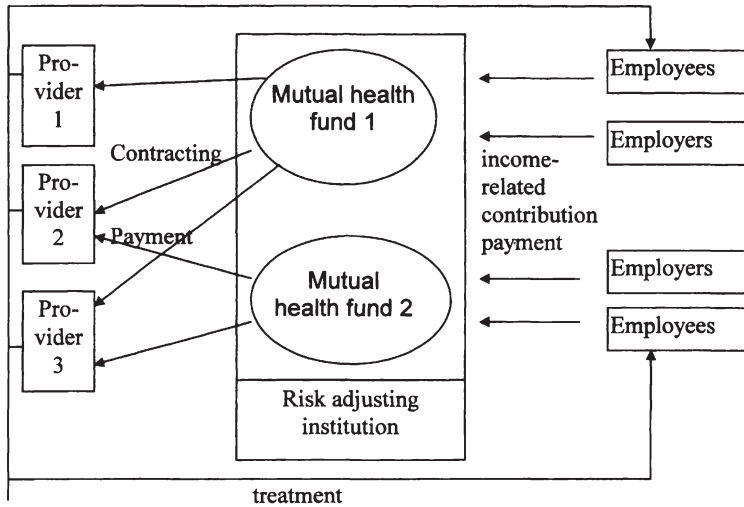 Pro-
vider
1
Pro-
vider
2
Pro-
vider
3
Contracting
Payment
Mutual health
fund 1
Mutual
health fund 2
Risk adjusting
institution
income-
related
contribution
payment
Employees
Employers
Employers
Employees
treatment